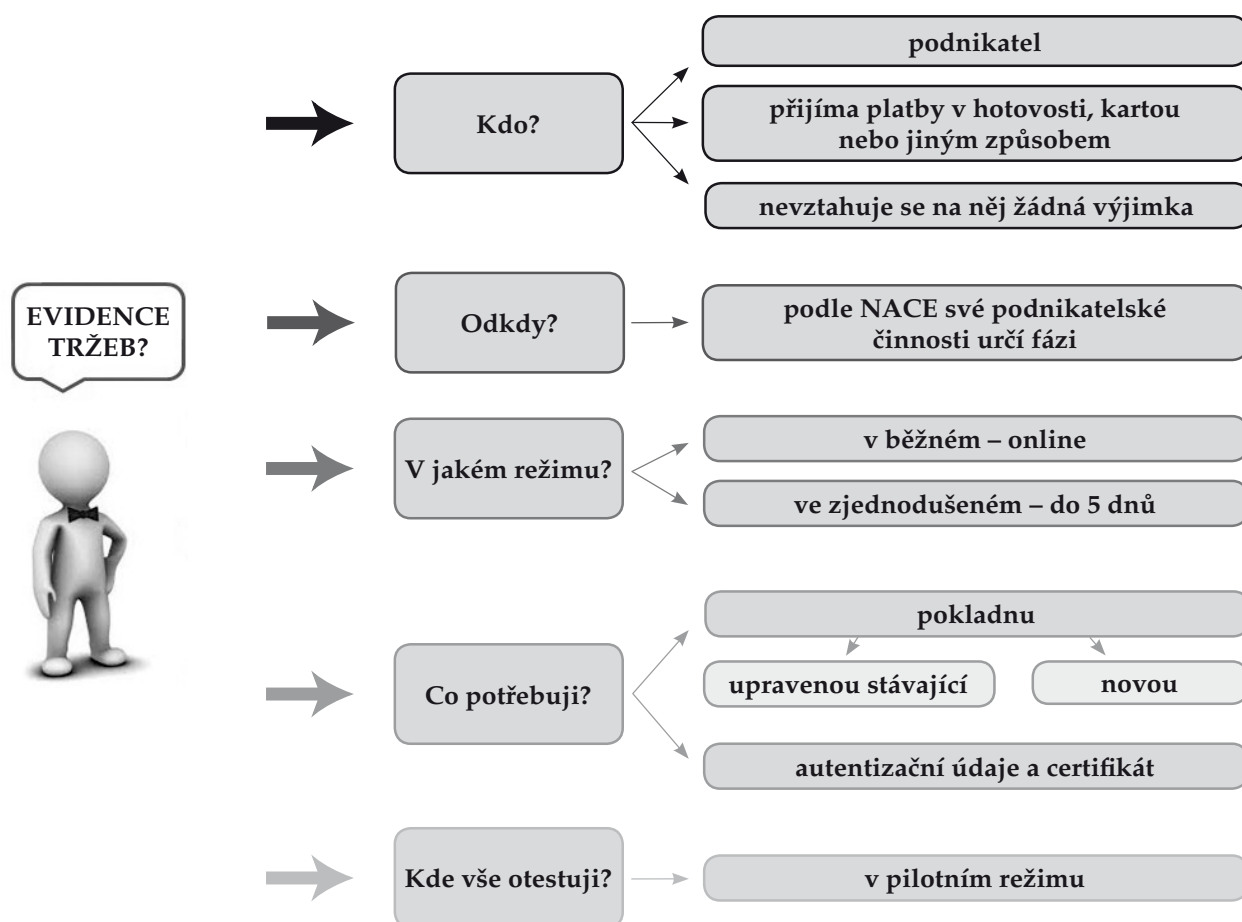 EVIDENCE
TRŽEB?
Kdo?
podnikatel
přijíma platby v hotovosti, kartou
nebo jiným způsobem
nevztahuje se na něj žádná výjimka
Odkdy?
podle NACE své podnikatelské
činnosti určí fázi
V jakém režimu?
v běžném – online
ve zjednodušeném – do 5 dnů
Co potřebuji?
pokladnu
upravenou stávající
novou
autentizační údaje a certifikát
Kde vše otestuji?
v pilotním režimu